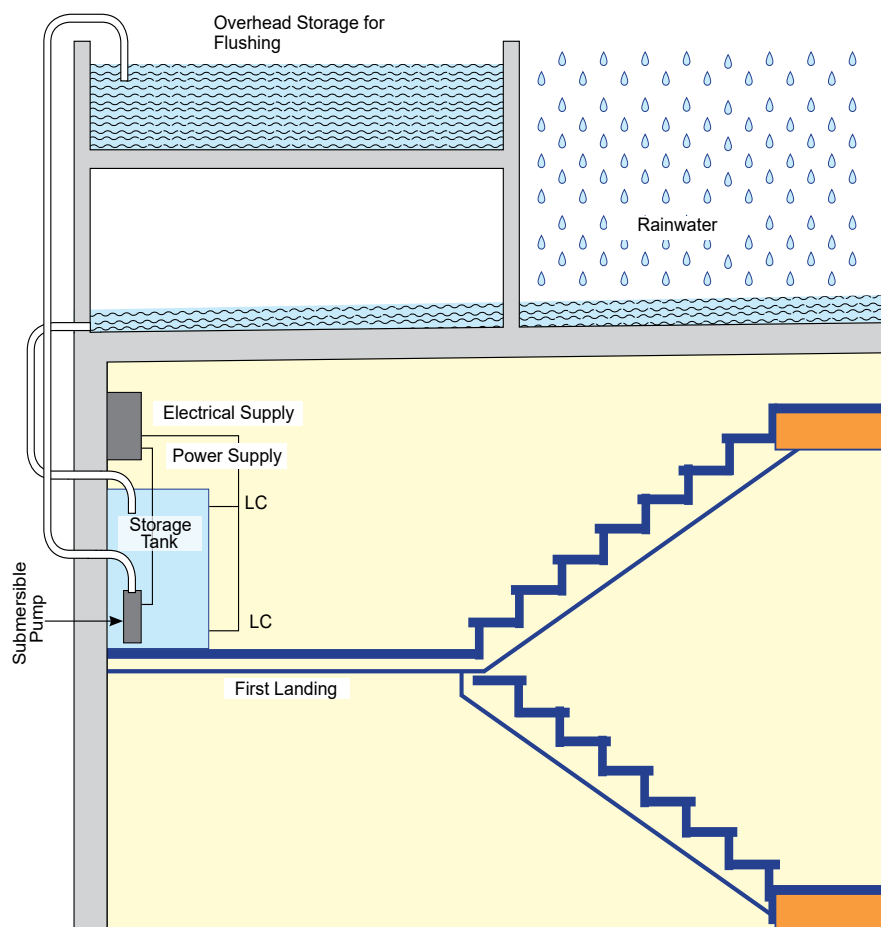 Overhead Storage for
Flushing
Rainwater
Electrical Supply
Power Supply
LC
Storage
Tank
Submersible
Pump
LC
First Landing